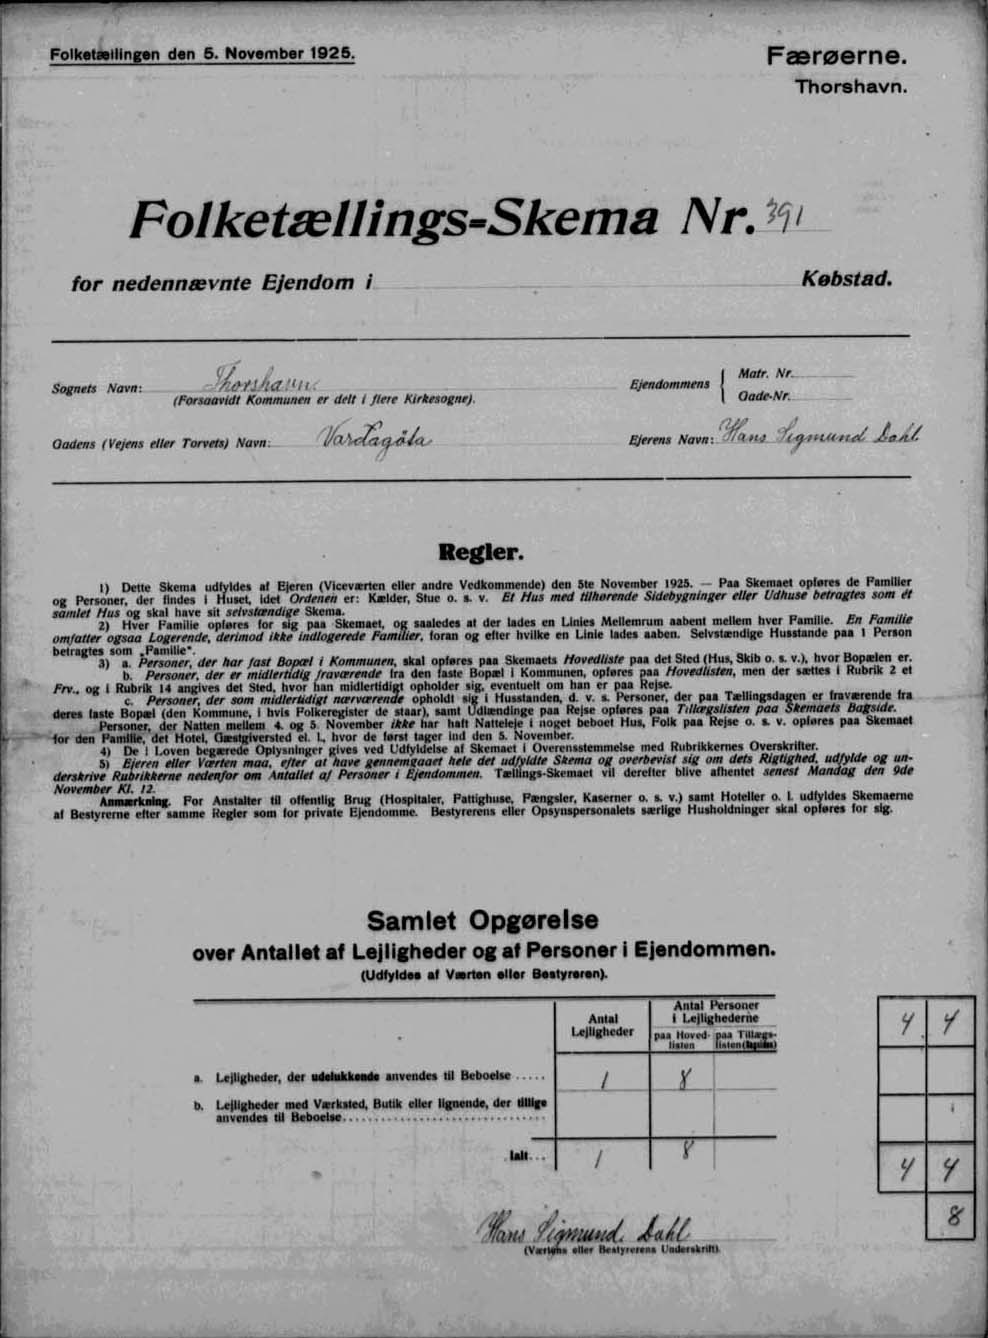 Folketællingen den 5. November 1925.
Færøerne.
Thorshavn.
Folketællings-Skema Nr. 391
for nedennævnte Ejendom i Købstad.
Sognets Navn: Thorshavn.
(Forsaavidt Kommunen er delt i flere Kirkesogne).
Ejendommens
Matr. Nr.
Gade-Nr.
Gadens (Vejens eller Torvets) Navn: Vardagøta
Ejerens Navn: Hans Sigmund Dahl
Regler.
1) Dette Skema udfyldes af Ejeren (Viceværten eller andre Vedkommende) den 5te November 1925. — Paa Skemaet opføres de Familier
og Personer, der findes i Huset, idet Ordenen er: Kælder, Stue o. s. v. Et Hus med tilhørende Sidebygninger eller Udhuse betragtes som ét
samlet Hus og skal have sit selvstændige Skema.
2) Hver Familie opføres for sig paa Skemaet, og saaledes at der lades en Linies Mellemrum aabent mellem hver Familie. En Familie
omfatter ogsaa Logerende, derimod ikke indlogerede Familier, foran og efter hvilke en Linie lades aaben. Selvstændige Husstande paa 1 Person
betragtes som „Familie".
3) a. Personer, der har fast Bopæl i Kommunen, skal opføres paa Skemaets Hovedliste paa det Sted (Hus, Skib o. s. v.), hvor Bopælen er.
b. Personer, der er midlertidig fraværende fra den faste Bopæl i Kommunen, opføres paa Hovedlisten, men der sættes i Rubrik 2 et
Frv., og i Rubrik 14 angives det Sted, hvor han midlertidigt opholder sig, eventuelt om han er paa Rejse.
c. Personer, der som midlertidigt nærværende opholdt sig i Husstanden, d. v. s. Personer, der paa Tællingsdagen er fraværende fra
deres faste Bopæl (den Kommune, i hvis Folkeregister de staar), samt Udlændinge paa Rejse opføres paa Tillægslisten paa Skemaets Bagside.
Personer, der Natten mellem 4. og 5. November ikke har haft Natteleje i noget beboet Hus, Folk paa Rejse o. s. v. opføres paa Skemaet
for den Familie, det Hotel, Gæstgiversted el. l., hvor de først tager ind den 5. November.
4) De i Loven begærede Oplysninger gives ved Udfyldelse af Skemaet i Overensstemmelse med Rubrikkernes Overskrifter.
5) Ejeren eller Værten maa, efter at have gennemgaaet hele det udfyldte Skema og overbevist sig om dets Rigtighed, udfylde og un-
derskrive Rubrikkerne nedenfor om Antallet af Personer i Ejendommen. Tællings-Skemaet vil derefter blive afhentet senest Mandag den 9de
November Kl. 12.
Anmærkning. For Anstalter til offentlig Brug (Hospitaler, Fattighuse, Fængsler, Kaserner o. s. v.) samt Hoteller o. l. udfyldes Skemaerne
af Bestyrerne efter samme Regler som for private Ejendomme. Bestyrerens eller Opsynspersonalets særlige Husholdninger skal opføres for sig.
Samlet Opgørelse
over Antallet af Lejligheder og af Personer i Ejendommen.
(Udfyldes af Værten eller Bestyreren).
Antal
Lejligheder
Antal Personer
i Lejlighederne
paa Hoved-
listen
paa Tillægs-
listen
4 4
a. Lejligheder, der udelukkende anvendes til Beboelse ..... 1 8
b. Lejligheder med Værksted, Butik eller lignende, der tillige
anvendes til Beboelse..............................
Ialt... 1 8
4 4
8
Hans Sigmund Dahl
(Værtens eller Bestyrerens Underskrift).